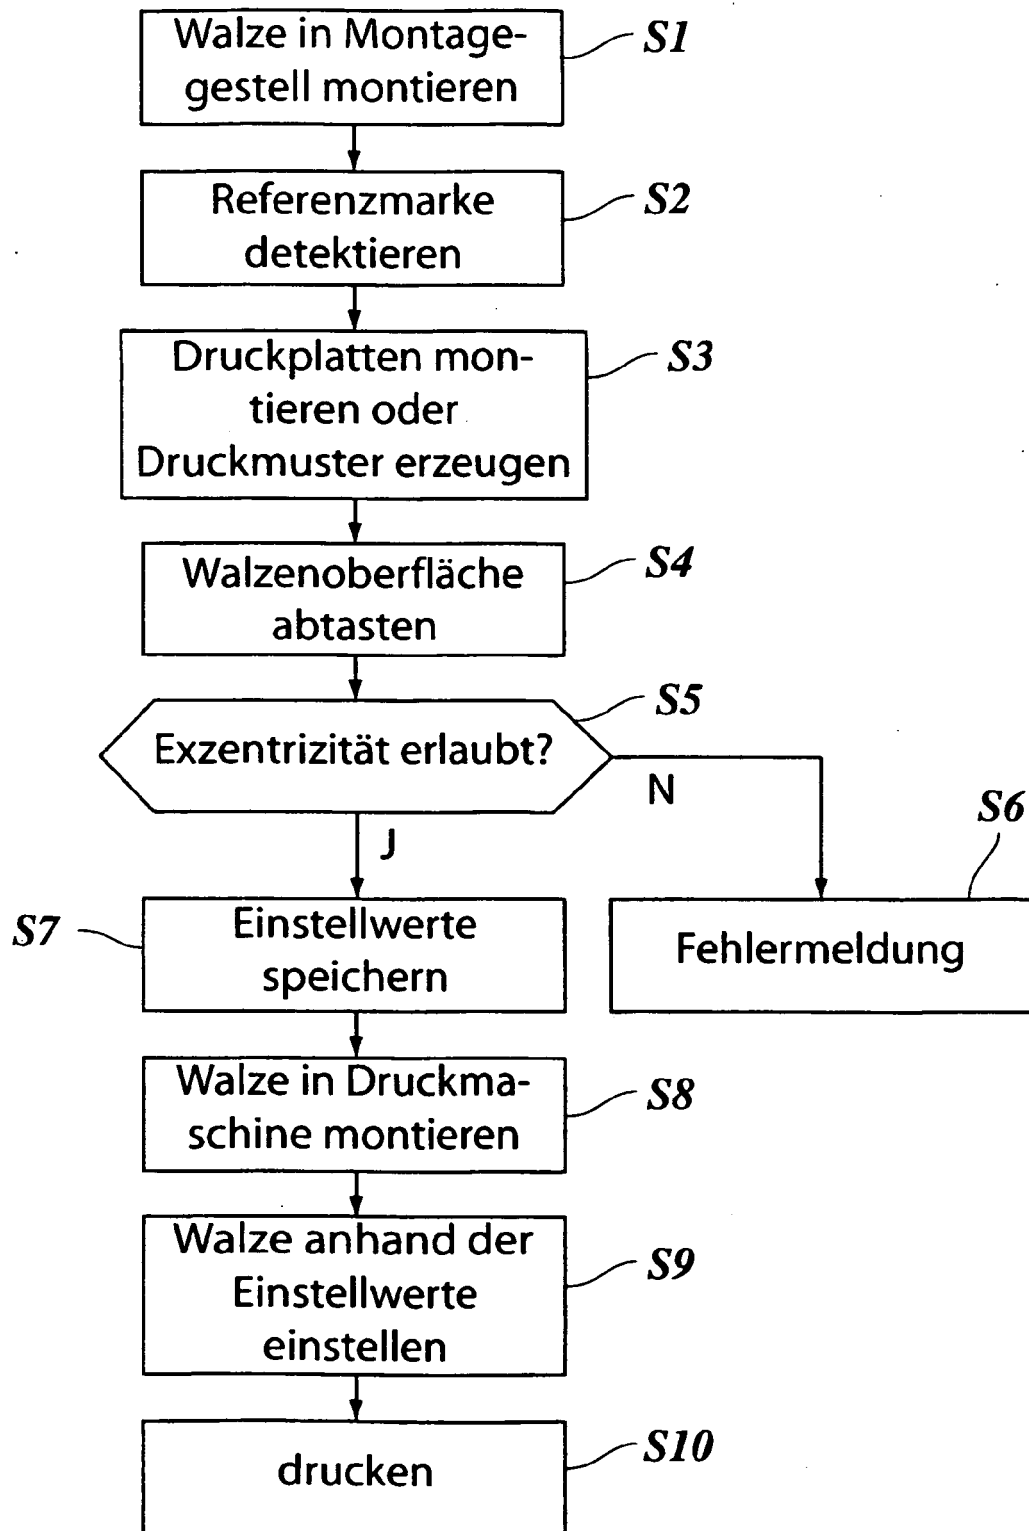 Walze in Montage-
gestell montieren
S1
Referenzmarke
detektieren
S2
Druckplatten mon-
tieren oder
Druckmuster erzeugen
S3
Walzenoberfläche
abtasten
S4
Exzentrizität erlaubt?
S5
N
J
S6
Fehlermeldung
S7
Einstellwerte
speichern
Walze in Druckma-
schine montieren
S8
Walze anhand der
Einstellwerte
einstellen
S9
drucken
S10